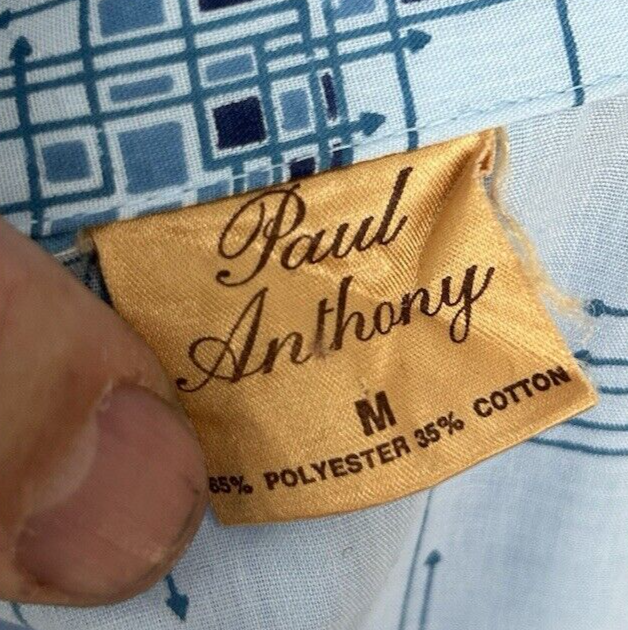 Paul
Anthony
M
65% POLYESTER 35% COTTON